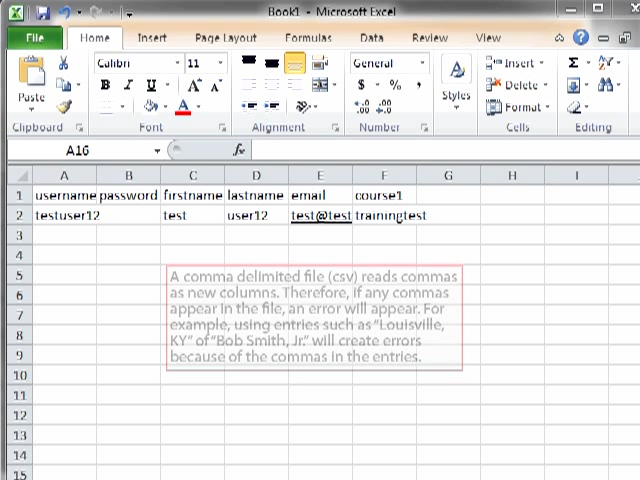 Book1 - Microsoft Excel
File Home Insert Page Layout Formulas Data Review View
Paste
Calibri 11
B I U A A
A
General
$ % ,
Styles
Insert
Delete
Format
Σ
Clipboard Font Alignment Number Cells Editing
A16 fx
A B C D E F G H I
1 username password firstname lastname email course1
2 testuser12 test user12 test@test trainingtest
3
4
5
6
7
8
9
10
11
12
13
14
15
A comma delimited file (csv) reads commas
as new columns. Therefore, if any commas
appear in the file, an error will appear. For
example, using entries such as "Louisville,
KY" of "Bob Smith, Jr." will create errors
because of the commas in the entries.